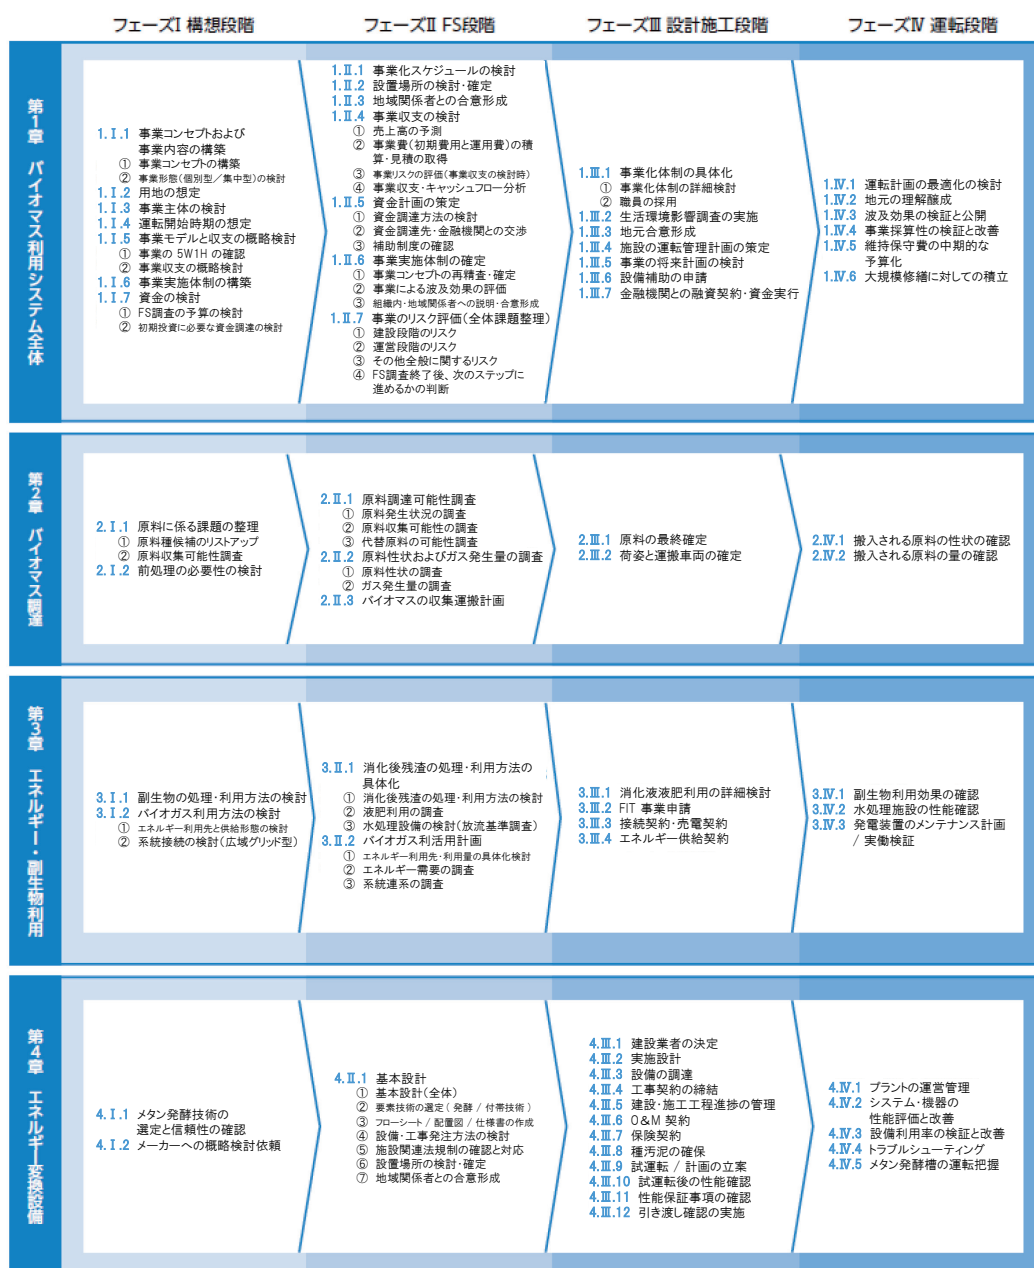 フェーズⅠ 構想段階
フェーズⅡ FS段階
フェーズⅢ 設計施工段階
フェーズⅣ 運転段階
第1章 バイオマス利用システム全体
1.Ⅰ.1 事業コンセプトおよび
事業内容の構築
① 事業コンセプトの構築
② 事業形態(個別型／集中型)の検討
1.Ⅰ.2 用地の想定
1.Ⅰ.3 事業主体の検討
1.Ⅰ.4 運転開始時期の想定
1.Ⅰ.5 事業モデルと収支の概略検討
① 事業の 5W1H の確認
② 事業収支の概略検討
1.Ⅰ.6 事業実施体制の構築
1.Ⅰ.7 資金の検討
① FS調査の予算の検討
② 初期投資に必要な資金調達の検討
1.Ⅱ.1 事業化スケジュールの検討
1.Ⅱ.2 設置場所の検討・確定
1.Ⅱ.3 地域関係者との合意形成
1.Ⅱ.4 事業収支の検討
① 売上高の予測
② 事業費(初期費用と運用費)の積
算・見積の取得
③ 事業リスクの評価(事業収支の検討時)
④ 事業収支・キャッシュフロー分析
1.Ⅱ.5 資金計画の策定
① 資金調達方法の検討
② 資金調達先・金融機関との交渉
③ 補助制度の確認
1.Ⅱ.6 事業実施体の確定
① 事業コンセプトの再精査・確定
② 事業による波及効果の評価
③ 組織内・地域関係者への説明・合意形成
1.Ⅱ.7 事業のリスク評価(全体課題整理)
① 建設段階のリスク
② 運営段階のリスク
③ その他全般に関するリスク
④ FS調査終了後、次のステップに
進めるかの判断
1.Ⅲ.1 事業化体制の具体化
① 事業化体制の詳細検討
② 職員の採用
1.Ⅲ.2 生活環境影響調査の実施
1.Ⅲ.3 地元合意形成
1.Ⅲ.4 施設の運転管理計画の策定
1.Ⅲ.5 事業の将来計画の検討
1.Ⅲ.6 設備補助の申請
1.Ⅲ.7 金融機関との融資契約・資金実行
1.Ⅳ.1 運転計画の最適化の検討
1.Ⅳ.2 地元の理解醸成
1.Ⅳ.3 波及効果の検証と公開
1.Ⅳ.4 事業採算性の検証と改善
1.Ⅳ.5 維持保守費の中期的な
予算化
1.Ⅳ.6 大規模修繕に対しての積立
第2章 バイオマス調達
2.Ⅰ.1 原料に係る課題の整理
① 原料種候補のリストアップ
② 原料収集可能性調査
2.Ⅰ.2 前処理の必要性の検討
2.Ⅱ.1 原料調達可能性調査
① 原料発生状況の調査
② 原料収集可能性の調査
③ 代替原料の可能性調査
2.Ⅱ.2 原料性状およびガス発生量の調査
① 原料性状の調査
② ガス発生量の調査
2.Ⅱ.3 バイオマスの収集運搬計画
2.Ⅲ.1 原料の最終確定
2.Ⅲ.2 荷姿と運搬車両の確定
2.Ⅳ.1 搬入される原料の性状の確認
2.Ⅳ.2 搬入される原料の量の確認
第3章 エネルギー・副生物利用
3.Ⅰ.1 副生物の処理・利用方法の検討
3.Ⅰ.2 バイオガス利用方法の検討
① エネルギー利用先と供給形態の検討
② 系統接続の検討(広域グリッド型)
3.Ⅱ.1 消化後残渣の処理・利用方法の
具体化
① 消化後残渣の処理・利用方法の検討
② 液肥利用の調査
③ 水処理設備の検討(放流基準調査)
3.Ⅱ.2 バイオガス利活用計画
① エネルギー利用先・利用量の具体化検討
② エネルギー需要の調査
③ 系統連系の調査
3.Ⅲ.1 消化液液肥利用の詳細検討
3.Ⅲ.2 FIT 事業申請
3.Ⅲ.3 接続契約・売電契約
3.Ⅲ.4 エネルギー供給契約
3.Ⅳ.1 副生物利用効果の確認
3.Ⅳ.2 水処理施設の性能確認
3.Ⅳ.3 発電装置のメンテナンス計画
/ 実働検証
第4章 エネルギー変換設備
4.Ⅰ.1 メタン発酵技術の
選定と信頼性の確認
4.Ⅰ.2 メーカーへの概略検討依頼
4.Ⅱ.1 基本設計
① 基本設計(全体)
② 要素技術の選定 ( 発酵 / 付帯技術 )
③ フローシート / 配置図 / 仕様書の作成
④ 設備・工事発注方法の検討
⑤ 施設関連法規制の確認と対応
⑥ 設置場所の検討・確定
⑦ 地域関係者との合意形成
4.Ⅲ.1 建設業者の決定
4.Ⅲ.2 実施設計
4.Ⅲ.3 設備の調達
4.Ⅲ.4 工事契約の締結
4.Ⅲ.5 建設・施工工程進捗の管理
4.Ⅲ.6 O&M 契約
4.Ⅲ.7 保険契約
4.Ⅲ.8 種汚泥の確保
4.Ⅲ.9 試運転 / 計画の立案
4.Ⅲ.10 試運転後の性能確認
4.Ⅲ.11 性能保証事項の確認
4.Ⅲ.12 引き渡し確認の実施
4.Ⅳ.1 プラントの運営管理
4.Ⅳ.2 システム・機器の
性能評価と改善
4.Ⅳ.3 設備利用率の検証と改善
4.Ⅳ.4 トラブルシューティング
4.Ⅳ.5 メタン発酵槽の運転把握